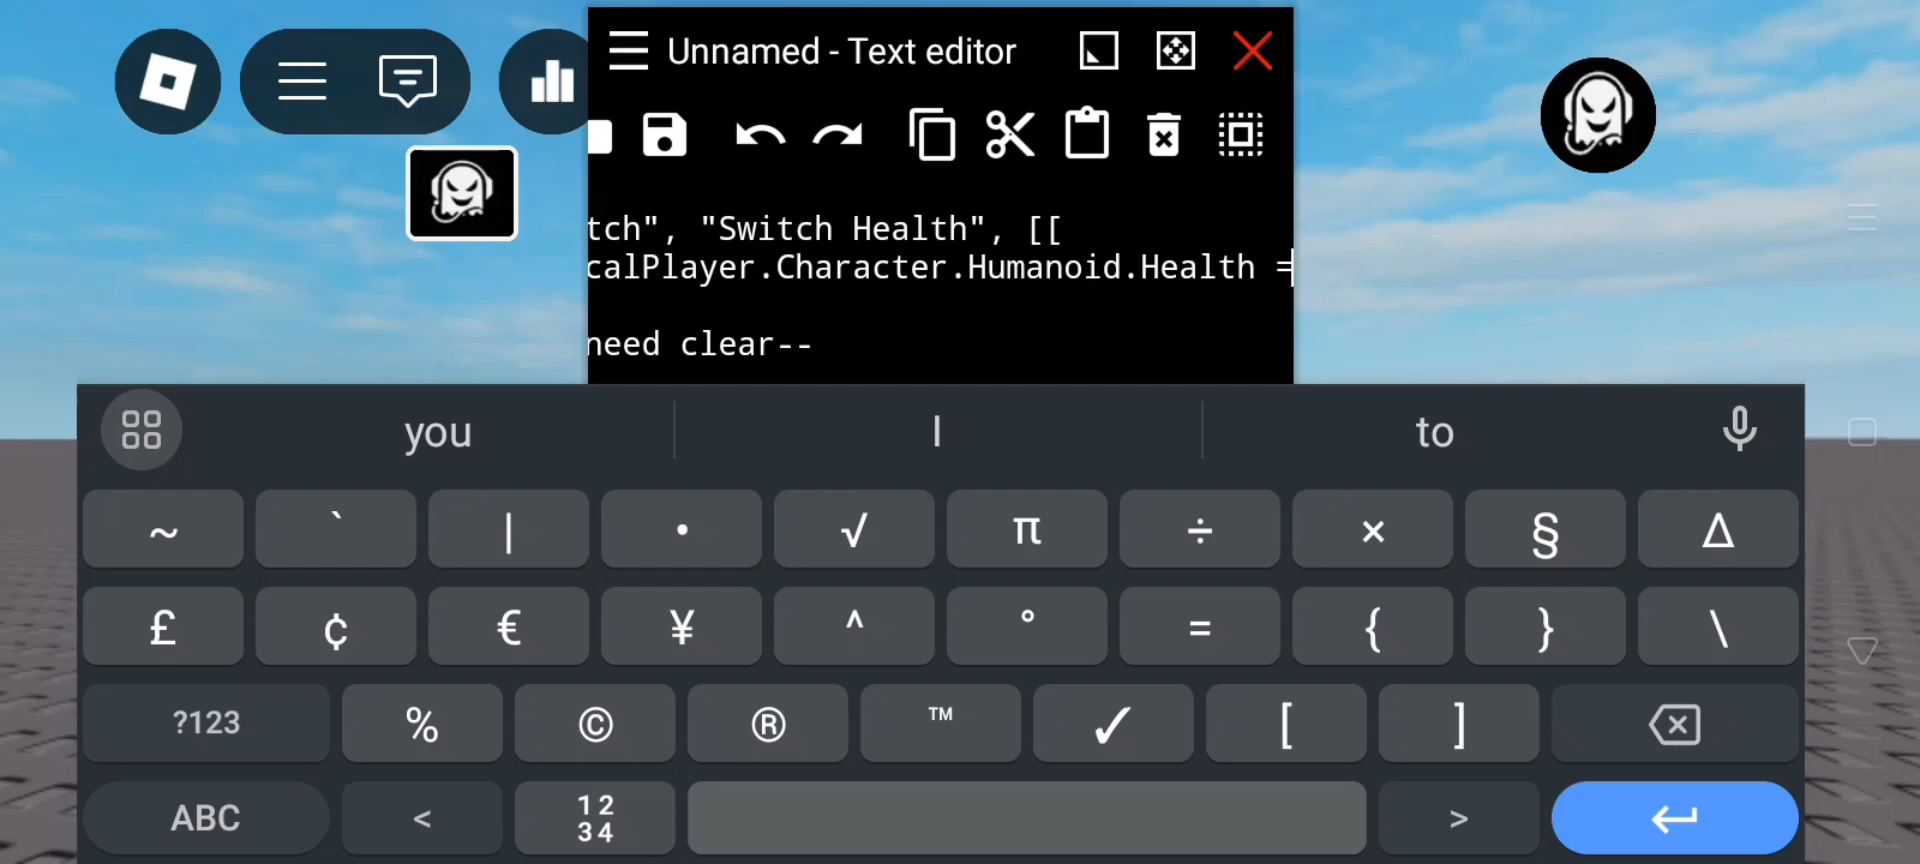 Unnamed - Text editor
tch", "Switch Health", [[
calPlayer.Character.Humanoid.Health =
need clear--
you I to
~ ` | • √ π ÷ × § Δ
£ ¢ € ¥ ^ ° = { } \
?123 % © ® ™ ✓ [ ]
ABC < 1 2 >
3 4